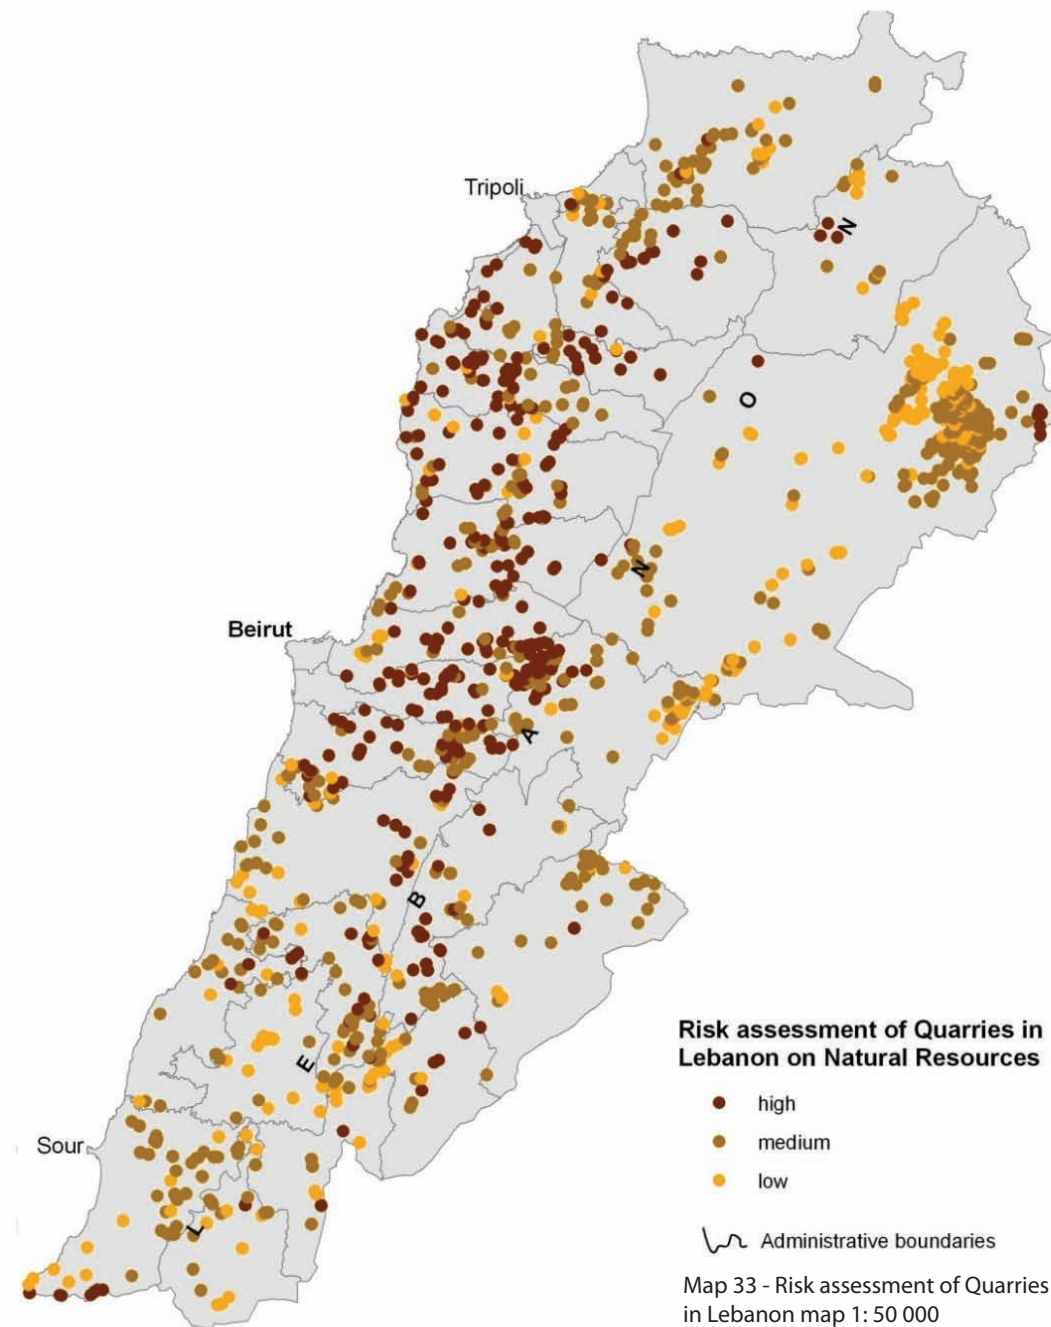 Tripoli
N
O
N
Beirut
A
B
E
Sour
L
Risk assessment of Quarries in
Lebanon on Natural Resources
high
medium
low
Administrative boundaries
Map 33 - Risk assessment of Quarries
in Lebanon map 1: 50 000